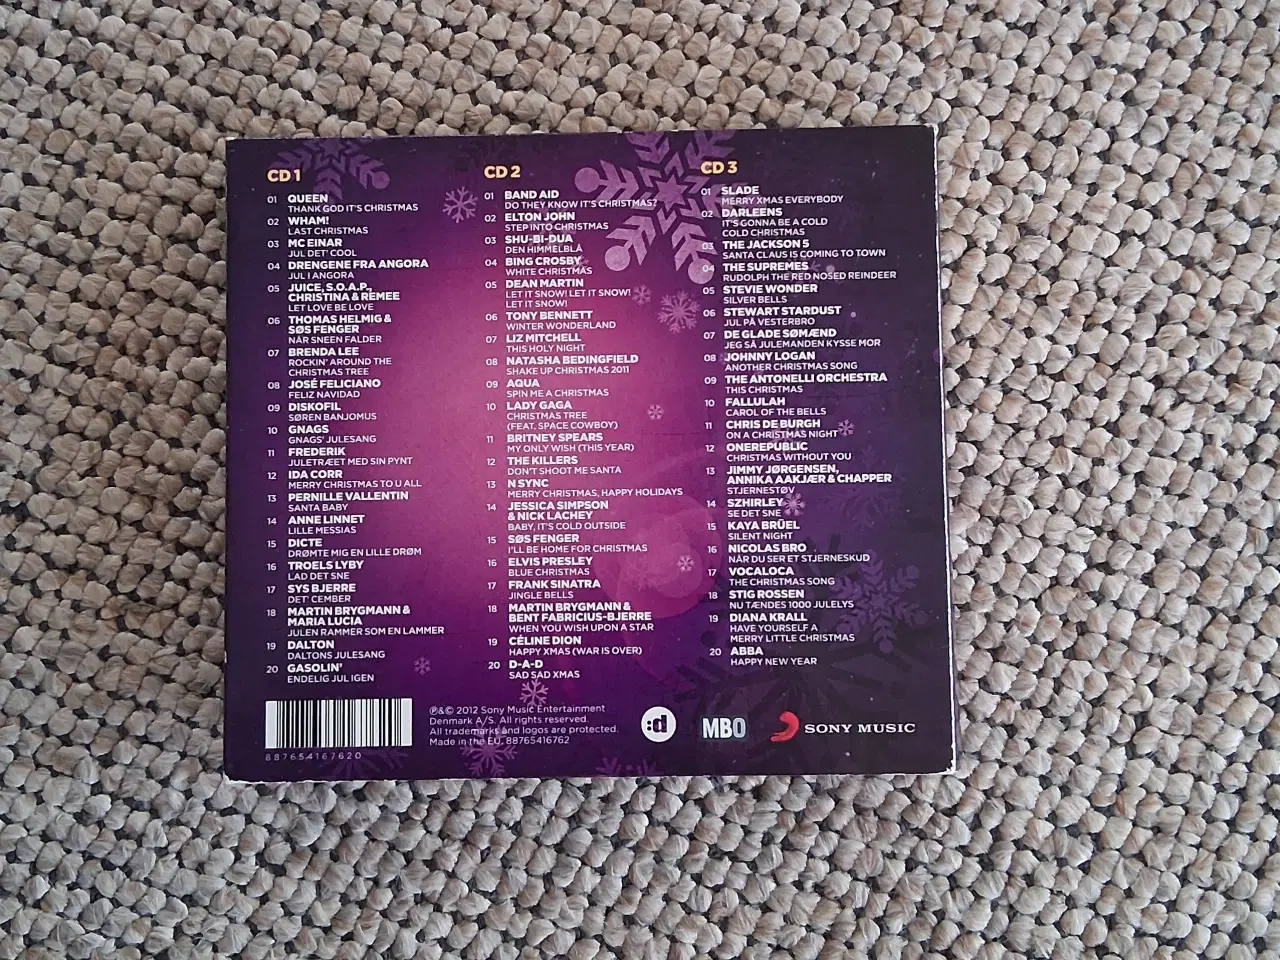 CD 1
01 QUEEN
THANK GOD IT'S CHRISTMAS
02 WHAM!
LAST CHRISTMAS
03 MC EINAR
JUL DET' COOL
04 DRENGENE FRA ANGORA
JUL I ANGORA
05 JUICE, S.O.A.P.,
CHRISTINA & REMEE
LET LOVE BE LOVE
06 THOMAS HELMIG &
SØS FENGER
NÅR SNEEN FALDER
07 BRENDA LEE
ROCKIN' AROUND THE
CHRISTMAS TREE
08 JOSÉ FELICIANO
FELIZ NAVIDAD
09 DISKOFIL
SØREN BANJOMUS
10 GNAGS
GNAGS' JULESANG
11 FREDERIK
JULETRÆET MED SIN PYNT
12 IDA CORR
MERRY CHRISTMAS TO U ALL
13 PERNILLE VALLENTIN
SANTA BABY
14 ANNE LINNET
LILLE MESSIAS
15 DICTE
DRØMTE MIG EN LILLE DRØM
16 TROELS LYBY
LAD DET SNE
17 SYS BJERRE
DET' CEMBER
18 MARTIN BRYGMANN &
MARIA LUCIA
JULEN RAMMER SOM EN LAMMER
19 DALTON
DALTONS JULESANG
20 GASOLIN'
ENDELIG JUL IGEN
CD 2
01 BAND AID
DO THEY KNOW IT'S CHRISTMAS?
02 ELTON JOHN
STEP INTO CHRISTMAS
03 SHU-BI-DUA
DEN HIMMELBLÅ
04 BING CROSBY
WHITE CHRISTMAS
05 DEAN MARTIN
LET IT SNOW! LET IT SNOW!
LET IT SNOW!
06 TONY BENNETT
WINTER WONDERLAND
07 LIZ MITCHELL
THIS HOLY NIGHT
08 NATASHA BEDINGFIELD
SHAKE UP CHRISTMAS 2011
09 AQUA
SPIN ME A CHRISTMAS
10 LADY GAGA
CHRISTMAS TREE
(FEAT. SPACE COWBOY)
11 BRITNEY SPEARS
MY ONLY WISH (THIS YEAR)
12 THE KILLERS
DON'T SHOOT ME SANTA
13 N SYNC
MERRY CHRISTMAS, HAPPY HOLIDAYS
14 JESSICA SIMPSON
& NICK LACHEY
BABY, IT'S COLD OUTSIDE
15 SØS FENGER
I'LL BE HOME FOR CHRISTMAS
16 ELVIS PRESLEY
BLUE CHRISTMAS
17 FRANK SINATRA
JINGLE BELLS
18 MARTIN BRYGMANN &
BENT FABRICIUS-BJERRE
WHEN YOU WISH UPON A STAR
19 CÉLINE DION
HAPPY XMAS (WAR IS OVER)
20 D-A-D
SAD SAD XMAS
CD 3
01 SLADE
MERRY XMAS EVERYBODY
02 DARLEENS
IT'S GONNA BE A COLD
COLD CHRISTMAS
03 THE JACKSON 5
SANTA CLAUS IS COMING TO TOWN
04 THE SUPREMES
RUDOLPH THE RED NOSED REINDEER
05 STEVIE WONDER
SILVER BELLS
06 STEWART STARDUST
JUL PÅ VESTERBRO
07 DE GLADE SØMÆND
JEG SÅ JULEMANDEN KYSSE MOR
08 JOHNNY LOGAN
ANOTHER CHRISTMAS SONG
09 THE ANTONELLI ORCHESTRA
THIS CHRISTMAS
10 FALLULAH
CAROL OF THE BELLS
11 CHRIS DE BURGH
ON A CHRISTMAS NIGHT
12 ONEREPUBLIC
CHRISTMAS WITHOUT YOU
13 JIMMY JØRGENSEN,
ANNIKA AAKJÆR & CHAPPER
STJERNESTØV
14 SZHIRLEY
SE DET SNE
15 KAYA BRÜEL
SILENT NIGHT
16 NICOLAS BRO
NÅR DU SER ET STJERNESKUD
17 VOCALOCA
THE CHRISTMAS SONG
18 STIG ROSSEN
NU TÆNDES 1000 JULELYS
19 DIANA KRALL
HAVE YOURSELF A
MERRY LITTLE CHRISTMAS
20 ABBA
HAPPY NEW YEAR
887654167620
℗&© 2012 Sony Music Entertainment
Denmark A/S. All rights reserved.
All trademarks and logos are protected.
Made in the EU. 88765416762
:d
MBO
SONY MUSIC